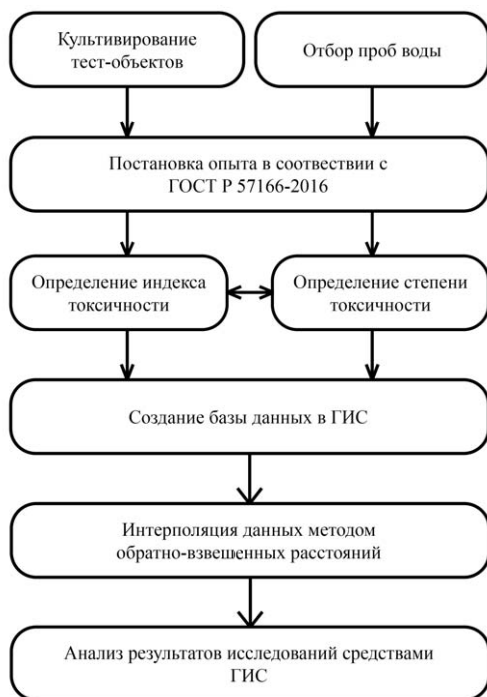 Культивирование
тест-объектов
Отбор проб воды
Постановка опыта в соотвествии с
ГОСТ Р 57166-2016
Определение индекса
токсичности
Определение степени
токсичности
Создание базы данных в ГИС
Интерполяция данных методом
обратно-взвешенных расстояний
Анализ результатов исследований средствами
ГИС